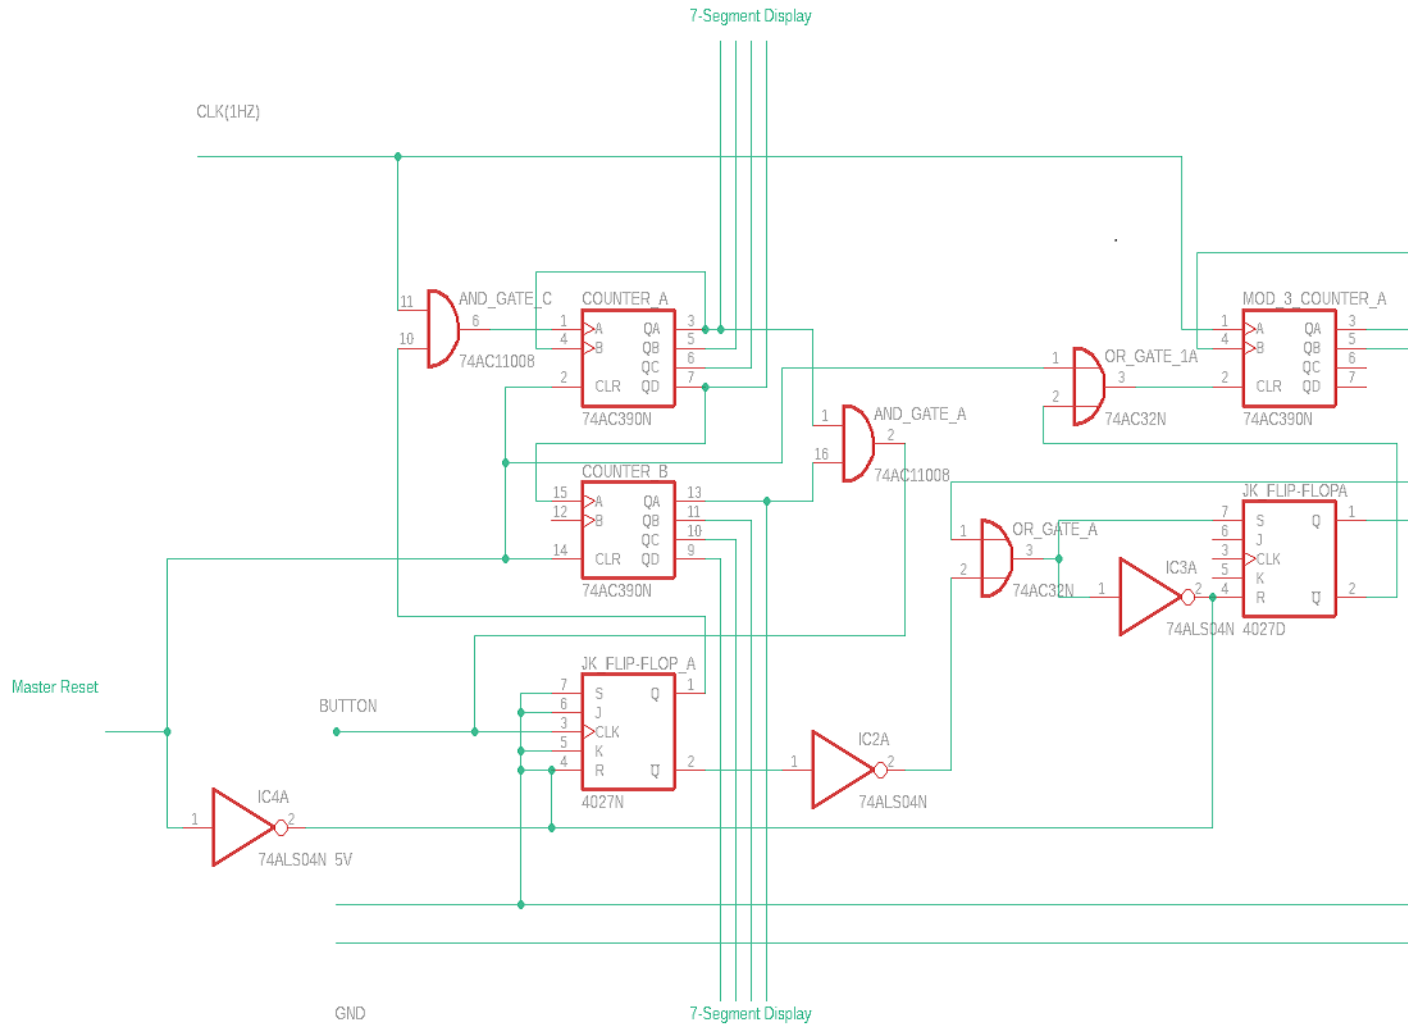 7-Segment Display
CLK(1HZ)
11
10
6
AND_GATE_C
74AC11008
COUNTER_A
1 A QA 3
4 B QB 5
QC 6
2 CLR QD 7
74AC390N
1
16
2
AND_GATE_A
74AC11008
COUNTER_B
15 A QA 13
12 B QB 11
QC 10
14 CLR QD 9
74AC390N
1
2
3
OR_GATE_1A
74AC32N
MOD_3_COUNTER_A
1 A QA 3
4 B QB 5
QC 6
2 CLR QD 7
74AC390N
1
2
3
OR_GATE_A
74AC32N
JK_FLIP-FLOPA
7 S Q 1
6 J
3 CLK
5 K
4 R Q 2
4027D
1
IC3A
2
74ALS04N
Master Reset
BUTTON
JK_FLIP-FLOP_A
7 S Q 1
6 J
3 CLK
5 K
4 R Q 2
4027N
1
IC2A
2
74ALS04N
1
IC4A
2
74ALS04N 5V
GND
7-Segment Display